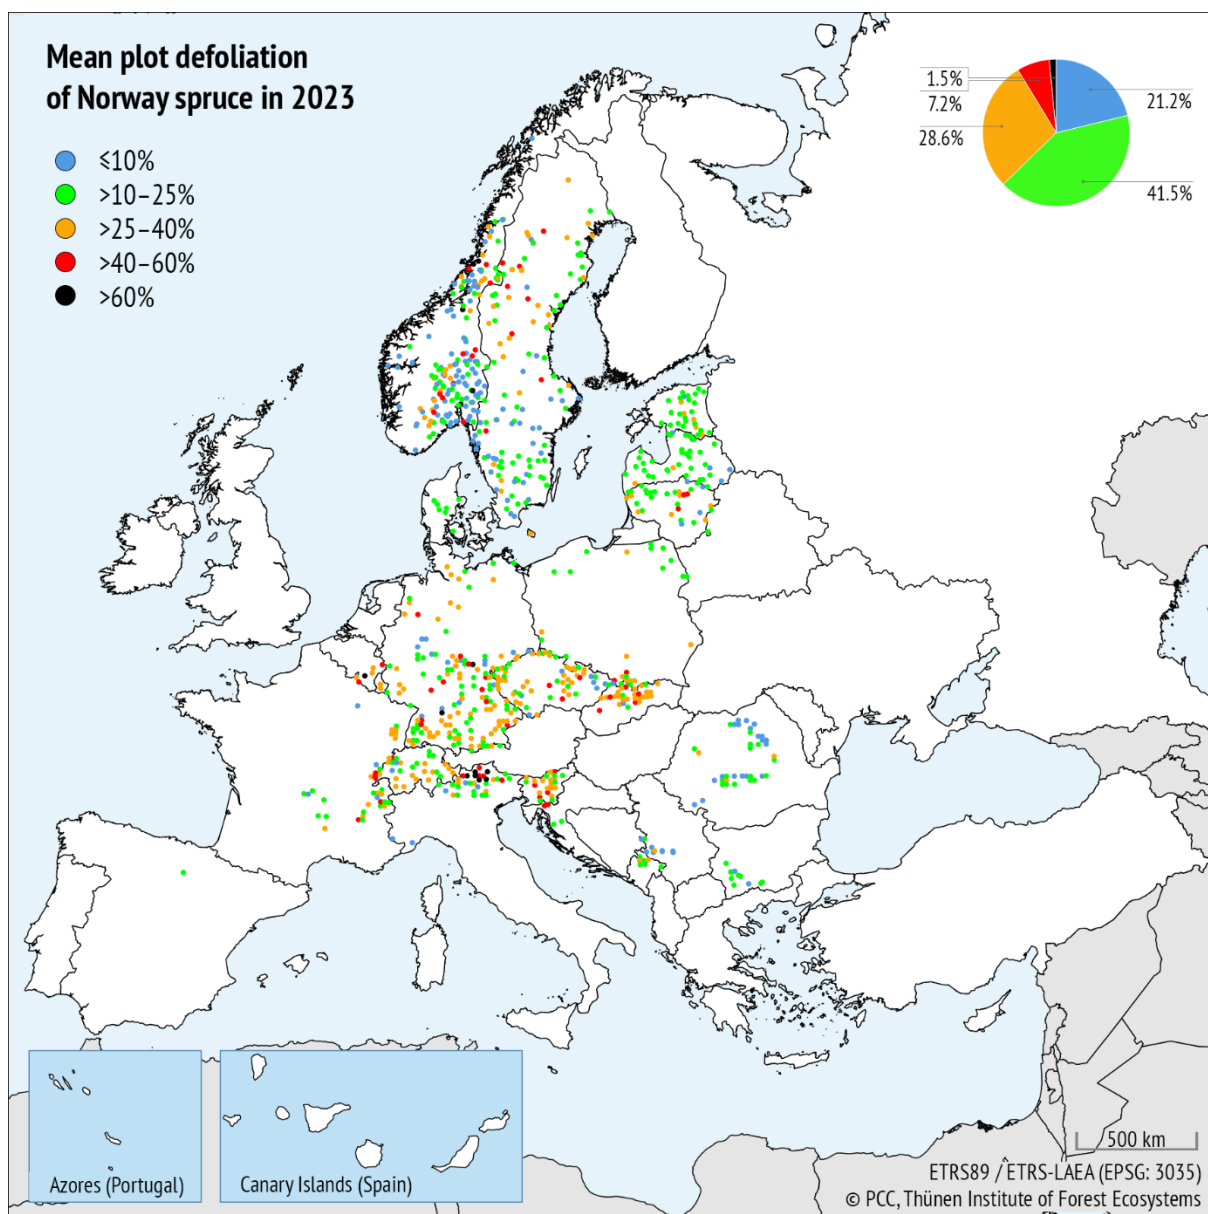 Mean plot defoliation
of Norway spruce in 2023
≤10%
>10–25%
>25–40%
>40–60%
>60%
1.5%
7.2%
28.6%
21.2%
41.5%
Azores (Portugal)
Canary Islands (Spain)
500 km
ETRS89 / ETRS-LAEA (EPSG: 3035)
© PCC, Thünen Institute of Forest Ecosystems